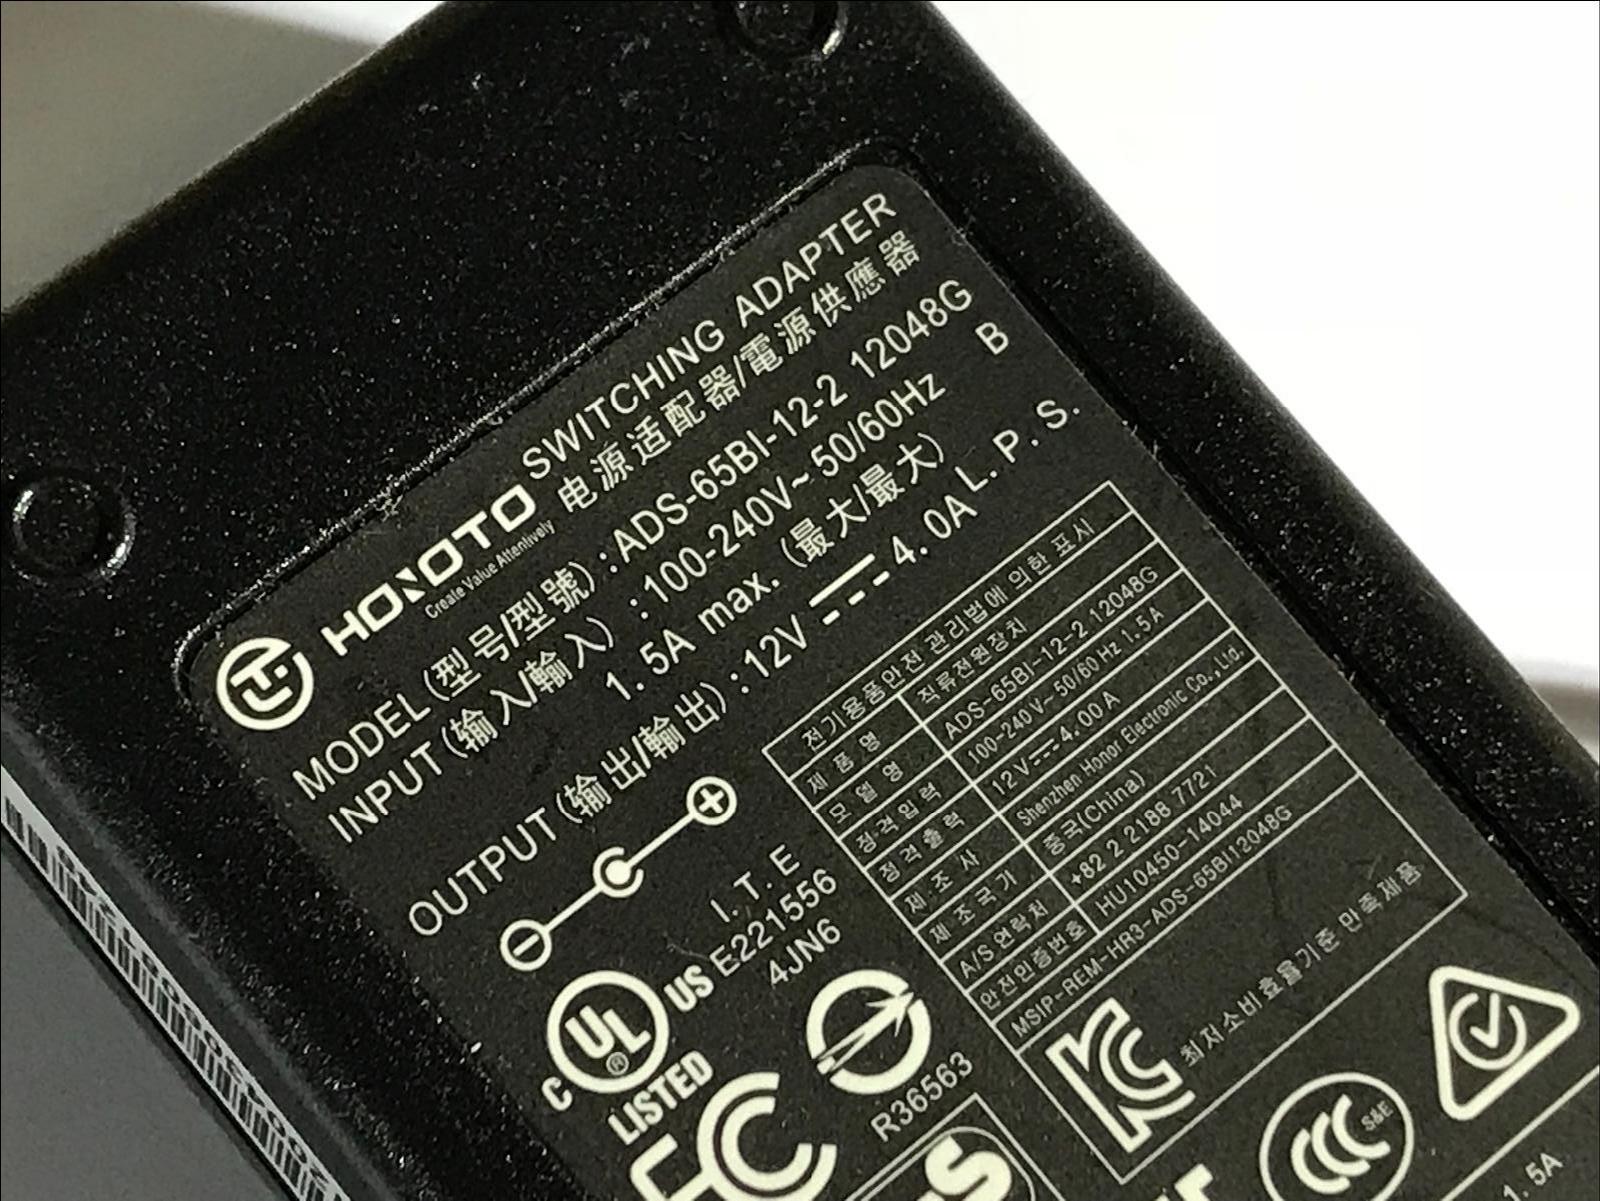 HONOTO
Create Value Attentively
SWITCHING ADAPTER
电源适配器/電源供應器
MODEL(型号/型號):ADS-65BI-12-2 12048G
B
INPUT(输入/輸入):100-240V~50/60Hz
1.5A max.(最大/最大)
OUTPUT(输出/輸出):12V 4.0A L.P.S.
I.T.E
E221556
4JN6
C UL US
®
LISTED
R36563
전기용품안전 관리법에 의한 표시
제품명 직류전원장치
모델명 ADS-65BI-12-2 12048G
정격입력 100-240V~50/60Hz 1.5A
정격출력 12V 4.00A
제조사 Shenzhen Honor Electronic Co.,Ltd.
제조국가 중국(China)
A/S연락처 +82 2 2188 7721
안전인증번호 HU10450-14044
MSIP-REM-HR3-ADS-65BI12048G
최저소비효율기준 만족제품
S&E
1.5A